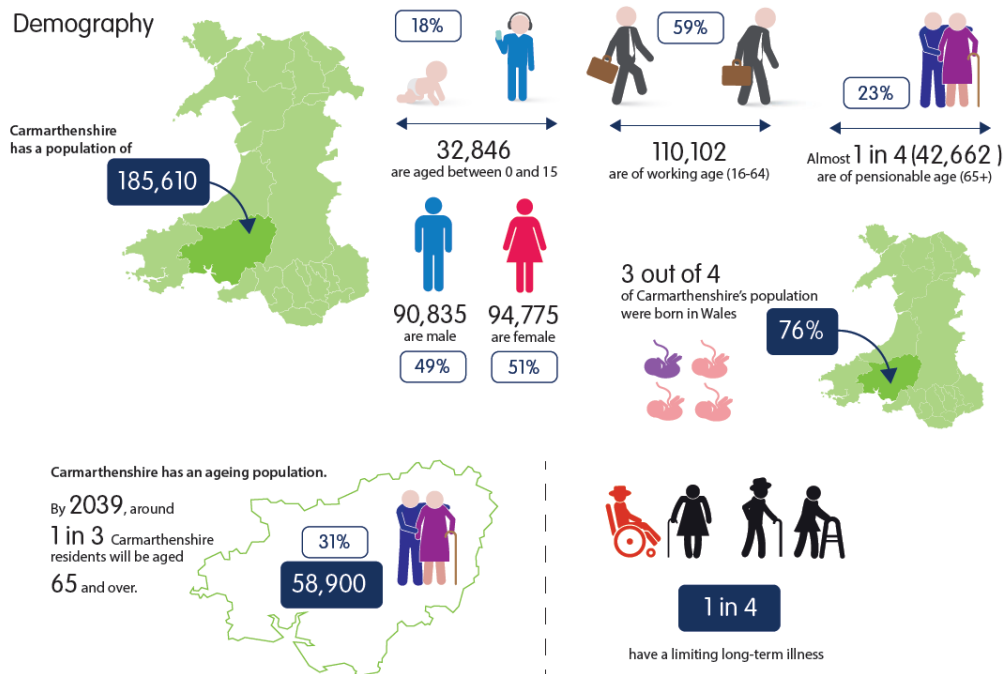 Demography
Carmarthenshire
has a population of
185,610
18%
32,846
are aged between 0 and 15
59%
110,102
are of working age (16-64)
23%
Almost 1 in 4 (42,662 )
are of pensionable age (65+)
90,835
are male
49%
94,775
are female
51%
3 out of 4
of Carmarthenshire's population
were born in Wales
76%
Carmarthenshire has an ageing population.
By 2039, around
1 in 3 Carmarthenshire
residents will be aged
65 and over.
31%
58,900
1 in 4
have a limiting long-term illness